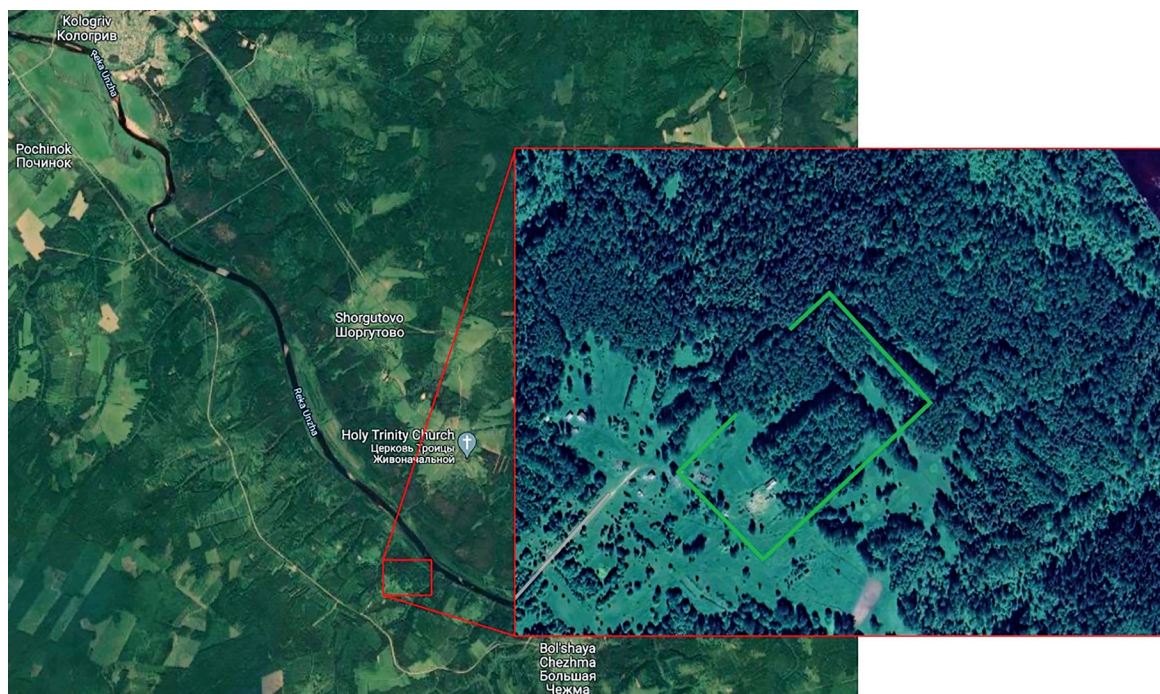 Kologriv
Кологрив
Reka Unzha
Pochinok
Починок
Shorgutovo
Шоргутово
Reka Unzha
Holy Trinity Church
Церковь Троицы
Живоначальной
Bol'shaya
Chezhma
Большая
Чежма